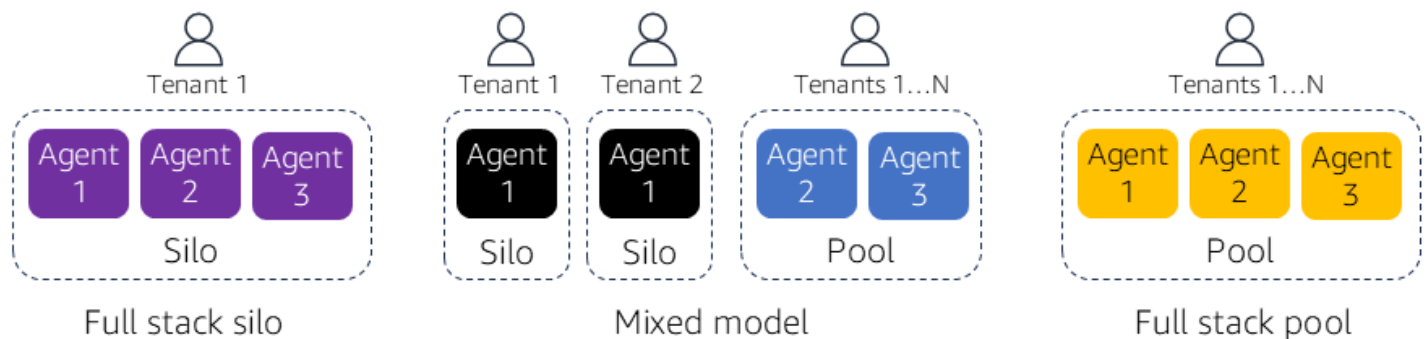 Tenant 1
Agent
1
Agent
2
Agent
3
Silo
Full stack silo
Tenant 1
Agent
1
Silo
Tenant 2
Agent
1
Silo
Tenants 1...N
Agent
2
Agent
3
Pool
Mixed model
Tenants 1...N
Agent
1
Agent
2
Agent
3
Pool
Full stack pool